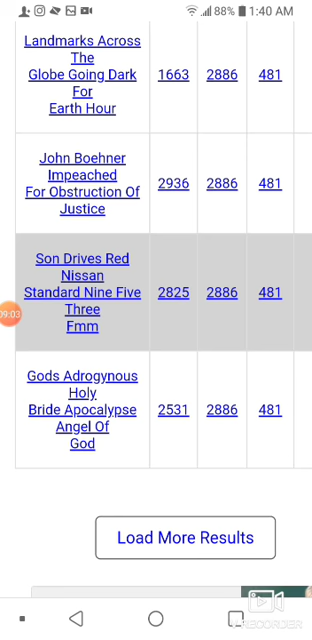 88% 1:40 AM
Landmarks Across
The
Globe Going Dark
For
Earth Hour
1663 2886 481
John Boehner
Impeached
For Obstruction Of
Justice
2936 2886 481
Son Drives Red
Nissan
Standard Nine Five
Three
Fmm
2825 2886 481
09:03
Gods Adrogynous
Holy
Bride Apocalypse
Angel Of
God
2531 2886 481
Load More Results